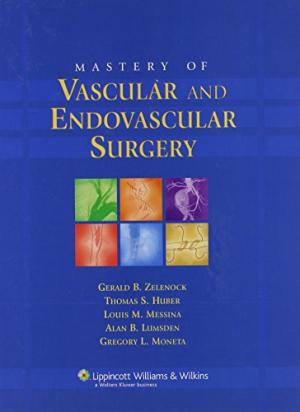 MASTERY OF
VASCULAR AND
ENDOVASCULAR
SURGERY
GERALD B. ZELENOCK
THOMAS S. HUBER
LOUIS M. MESSINA
ALAN B. LUMSDEN
GREGORY L. MONETA
Lippincott Williams & Wilkins
a Wolters Kluwer business